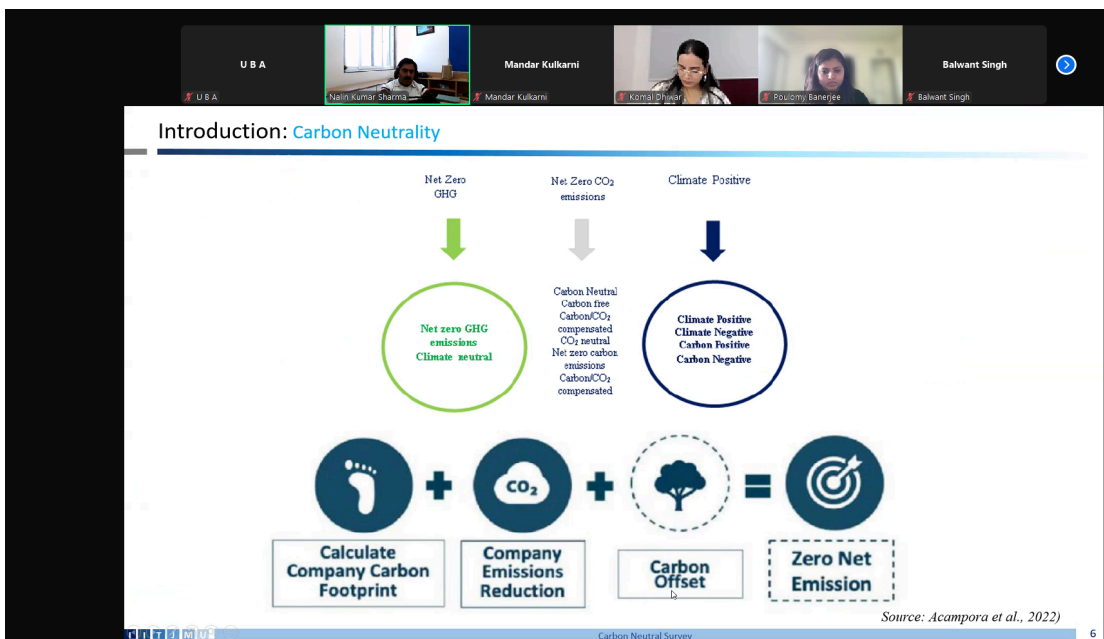 U B A
Mandar Kulkarni
Balwant Singh
U B A
Nalin Kumar Sharma
Mandar Kulkarni
Komal Dhiwar
Poulomy Banerjee
Balwant Singh
Introduction: Carbon Neutrality
Net Zero
GHG
Net Zero CO₂
emissions
Climate Positive
Net zero GHG
emissions
Climate neutral
Carbon Neutral
Carbon free
Carbon/CO₂
compensated
CO₂ neutral
Net zero carbon
emissions
Carbon/CO₂
compensated
Climate Positive
Climate Negative
Carbon Positive
Carbon Negative
CO₂
Calculate
Company Carbon
Footprint
Company
Emissions
Reduction
Carbon
Offset
Zero Net
Emission
Source: Acampora et al., 2022)
Carbon Neutral Survey
6